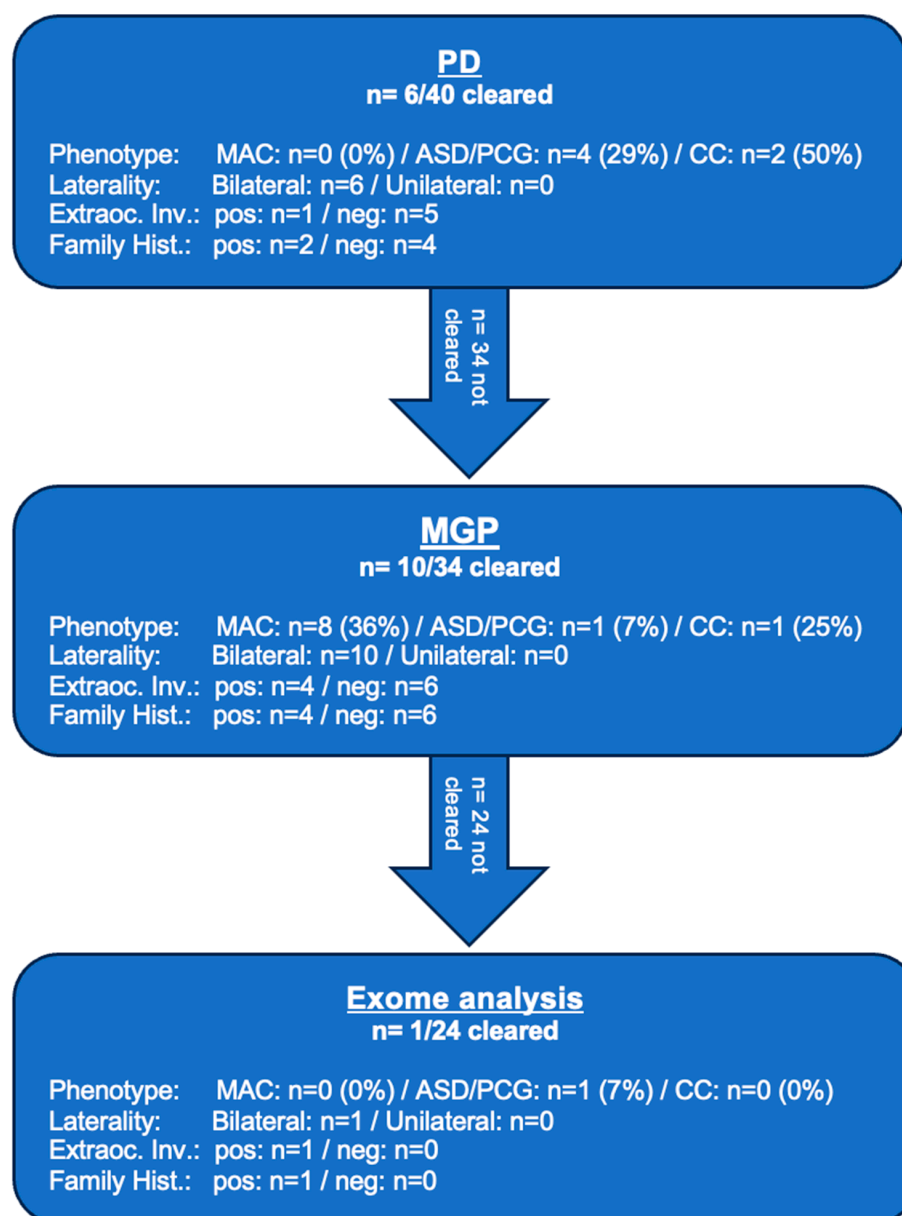 PD
n= 6/40 cleared
Phenotype: MAC: n=0 (0%) / ASD/PCG: n=4 (29%) / CC: n=2 (50%)
Laterality: Bilateral: n=6 / Unilateral: n=0
Extraoc. Inv.: pos: n=1 / neg: n=5
Family Hist.: pos: n=2 / neg: n=4
n= 34 not
cleared
MGP
n= 10/34 cleared
Phenotype: MAC: n=8 (36%) / ASD/PCG: n=1 (7%) / CC: n=1 (25%)
Laterality: Bilateral: n=10 / Unilateral: n=0
Extraoc. Inv.: pos: n=4 / neg: n=6
Family Hist.: pos: n=4 / neg: n=6
n= 24 not
cleared
Exome analysis
n= 1/24 cleared
Phenotype: MAC: n=0 (0%) / ASD/PCG: n=1 (7%) / CC: n=0 (0%)
Laterality: Bilateral: n=1 / Unilateral: n=0
Extraoc. Inv.: pos: n=1 / neg: n=0
Family Hist.: pos: n=1 / neg: n=0